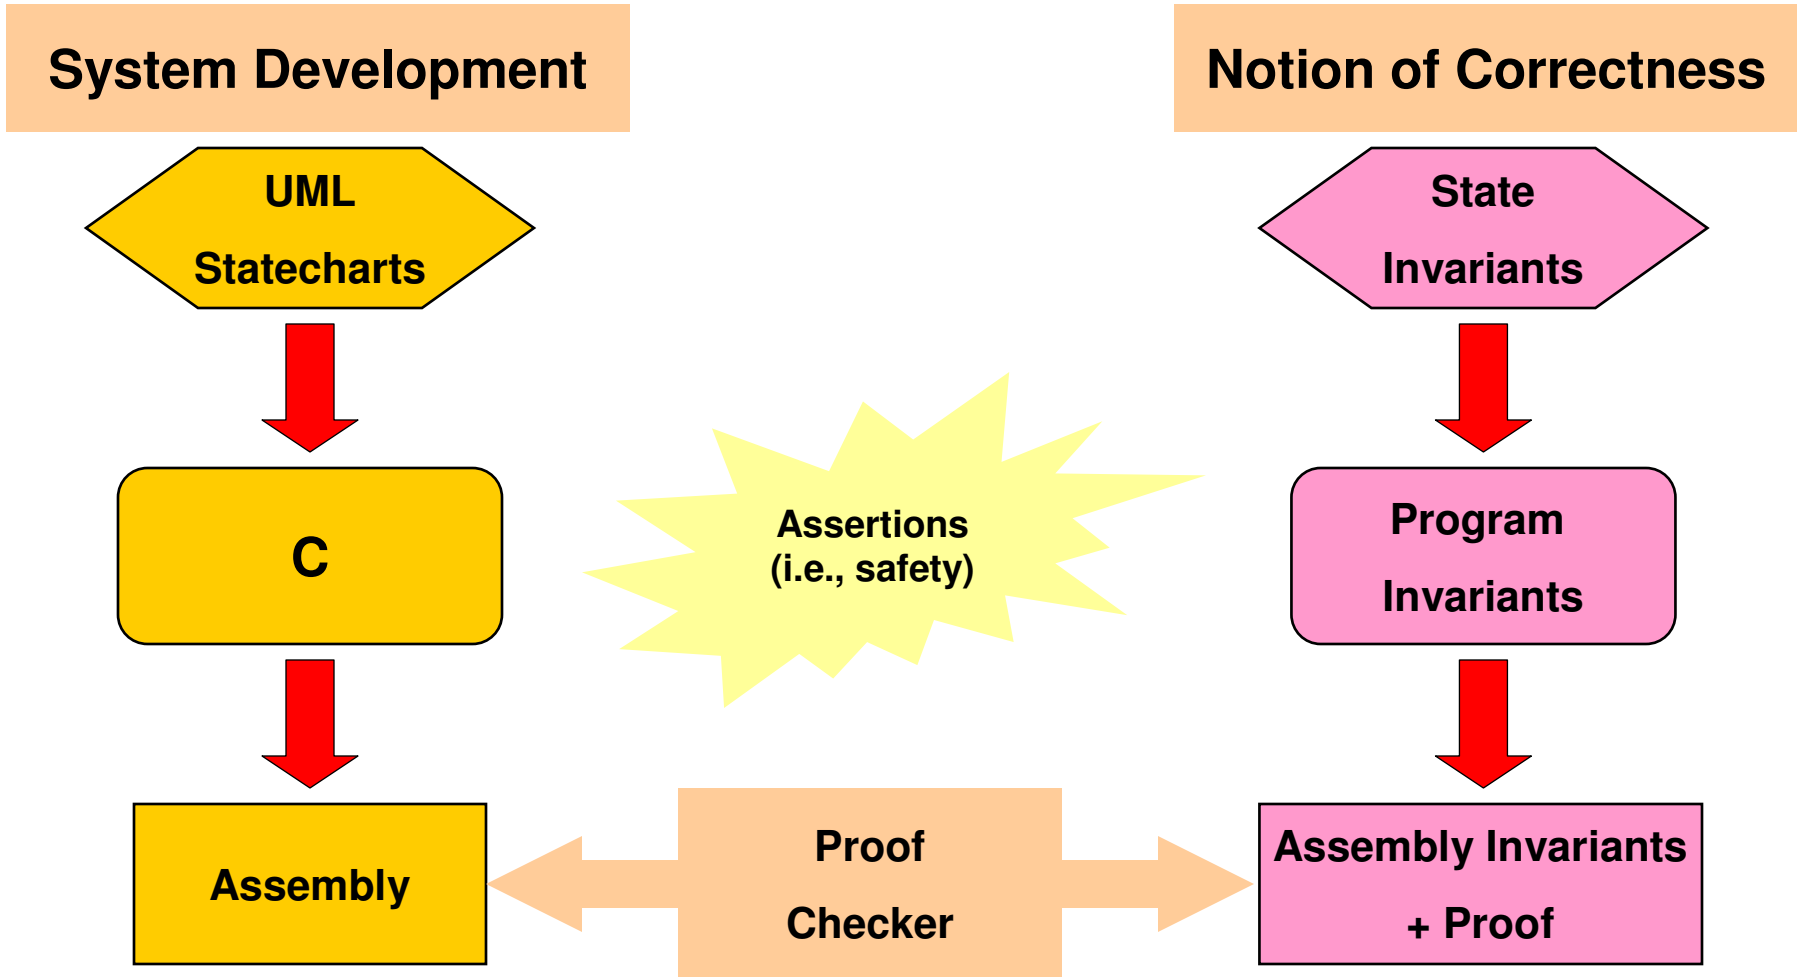 System Development
Notion of Correctness
UML
Statecharts
State
Invariants
C
Assertions
(i.e., safety)
Program
Invariants
Assembly
Proof
Checker
Assembly Invariants
+ Proof